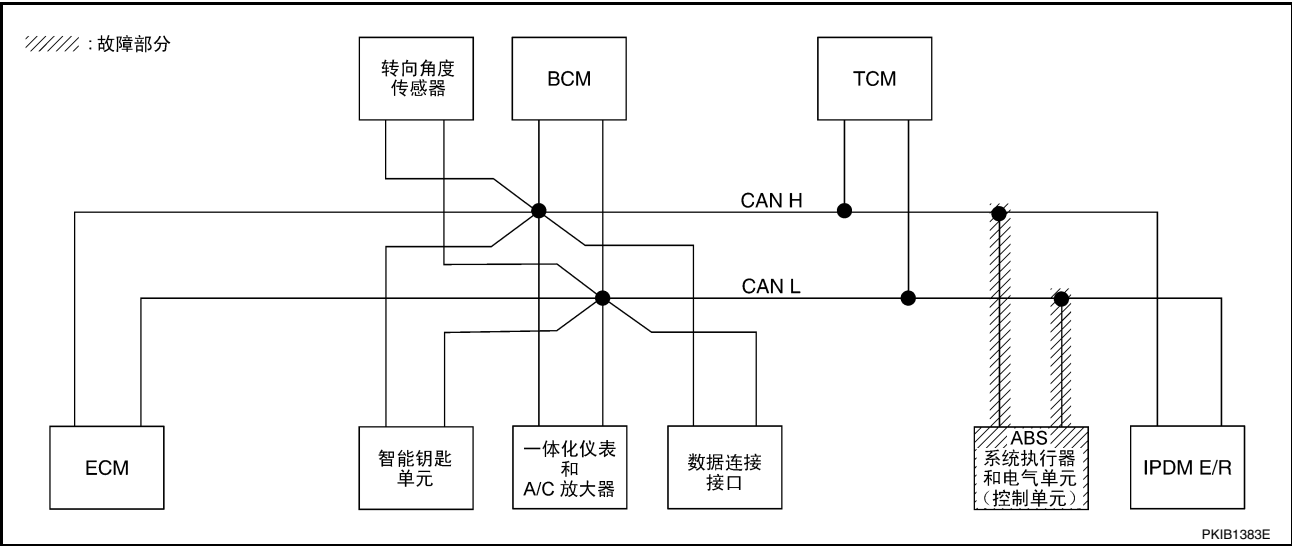 : 故障部分
转向角度
传感器
BCM
TCM
CAN H
CAN L
ECM
智能钥匙
单元
一体化仪表
和
A/C 放大器
数据连接
接口
ABS
系统执行器
和电气单元
（控制单元）
IPDM E/R
PKIB1383E